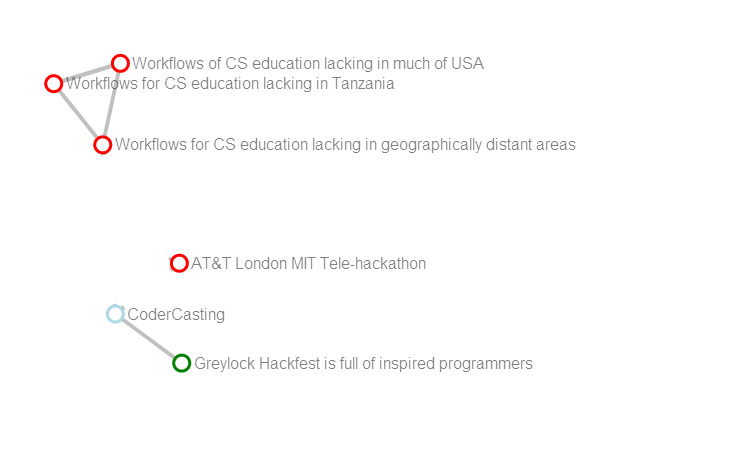 Workflows of CS education lacking in much of USA
Workflows for CS education lacking in Tanzania
Workflows for CS education lacking in geographically distant areas
AT&T London MIT Tele-hackathon
CoderCasting
Greylock Hackfest is full of inspired programmers